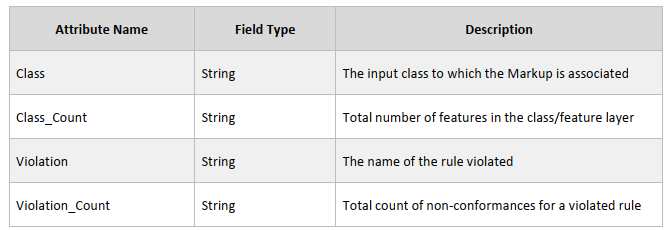 Attribute Name Field Type Description
Class String The input class to which the Markup is associated
Class_Count String Total number of features in the class/feature layer
Violation String The name of the rule violated
Violation_Count String Total count of non-conformances for a violated rule